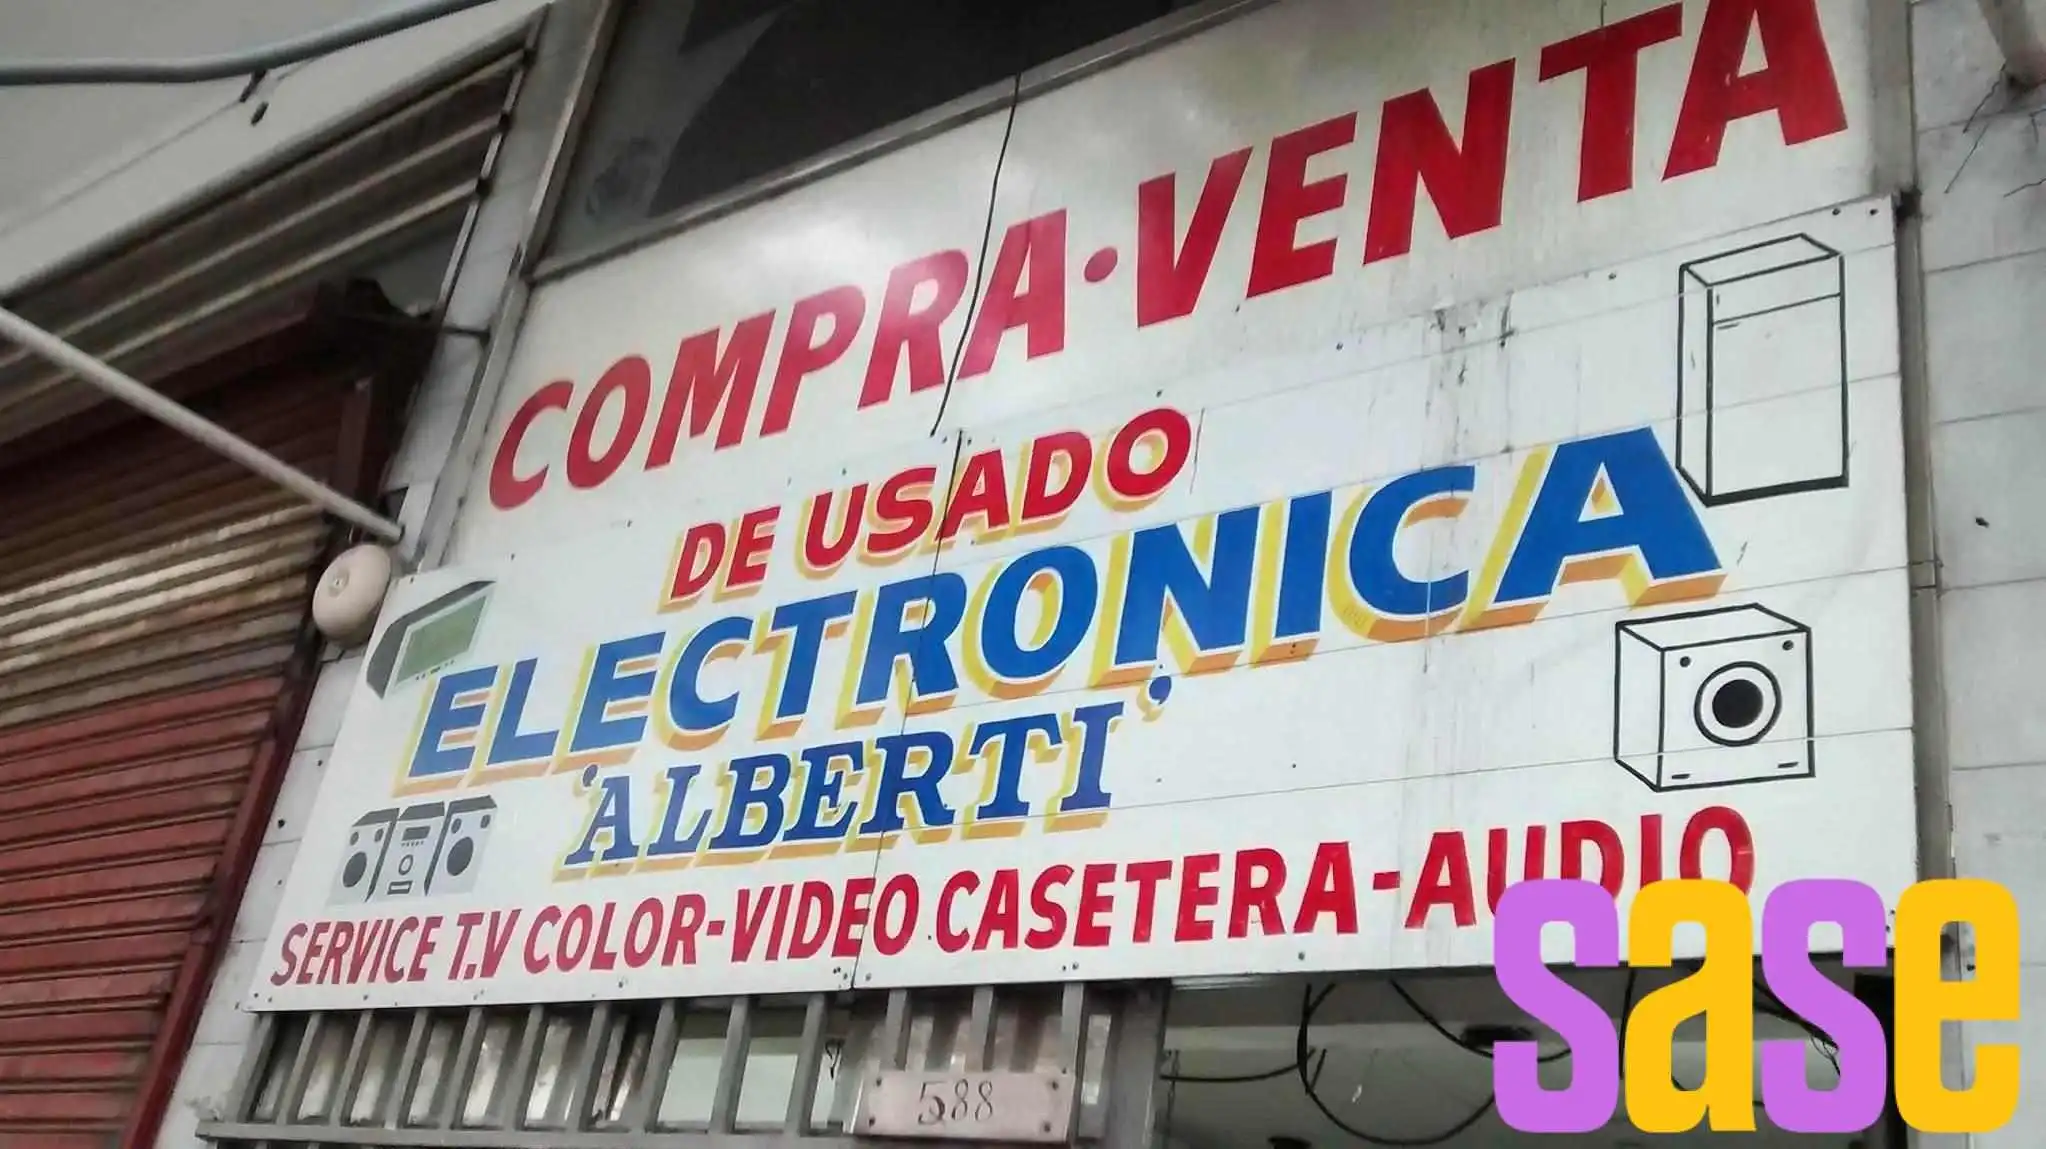 COMPRA·VENTA
DE USADO
ELECTRONICA
'ALBERTI'
SERVICE T.V COLOR-VIDEO CASETERA-AUDIO
588
sase